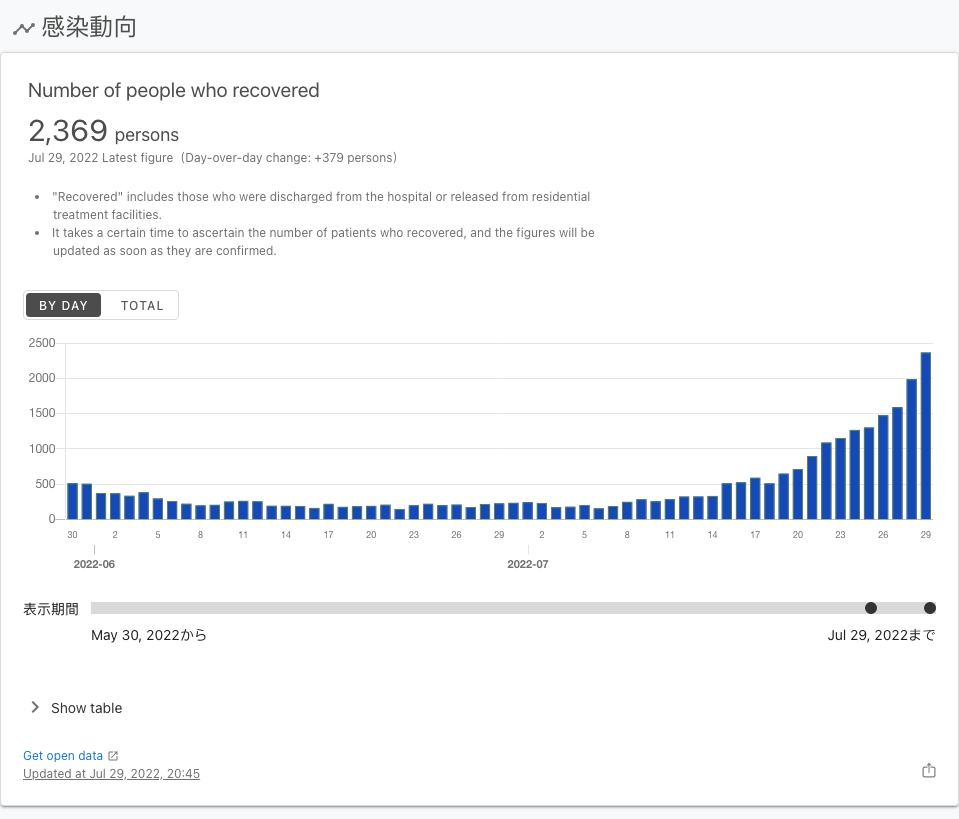 感染動向
Number of people who recovered
2,369 persons
Jul 29, 2022 Latest figure (Day-over-day change: +379 persons)
• "Recovered" includes those who were discharged from the hospital or released from residential
treatment facilities.
• It takes a certain time to ascertain the number of patients who recovered, and the figures will be
updated as soon as they are confirmed.
BY DAY TOTAL
2500
2000
1500
1000
500
0
30 2 5 8 11 14 17 20 23 26 29 2 5 8 11 14 17 20 23 26 29
2022-06 2022-07
表示期間
May 30, 2022から Jul 29, 2022まで
Show table
Get open data
Updated at Jul 29, 2022, 20:45